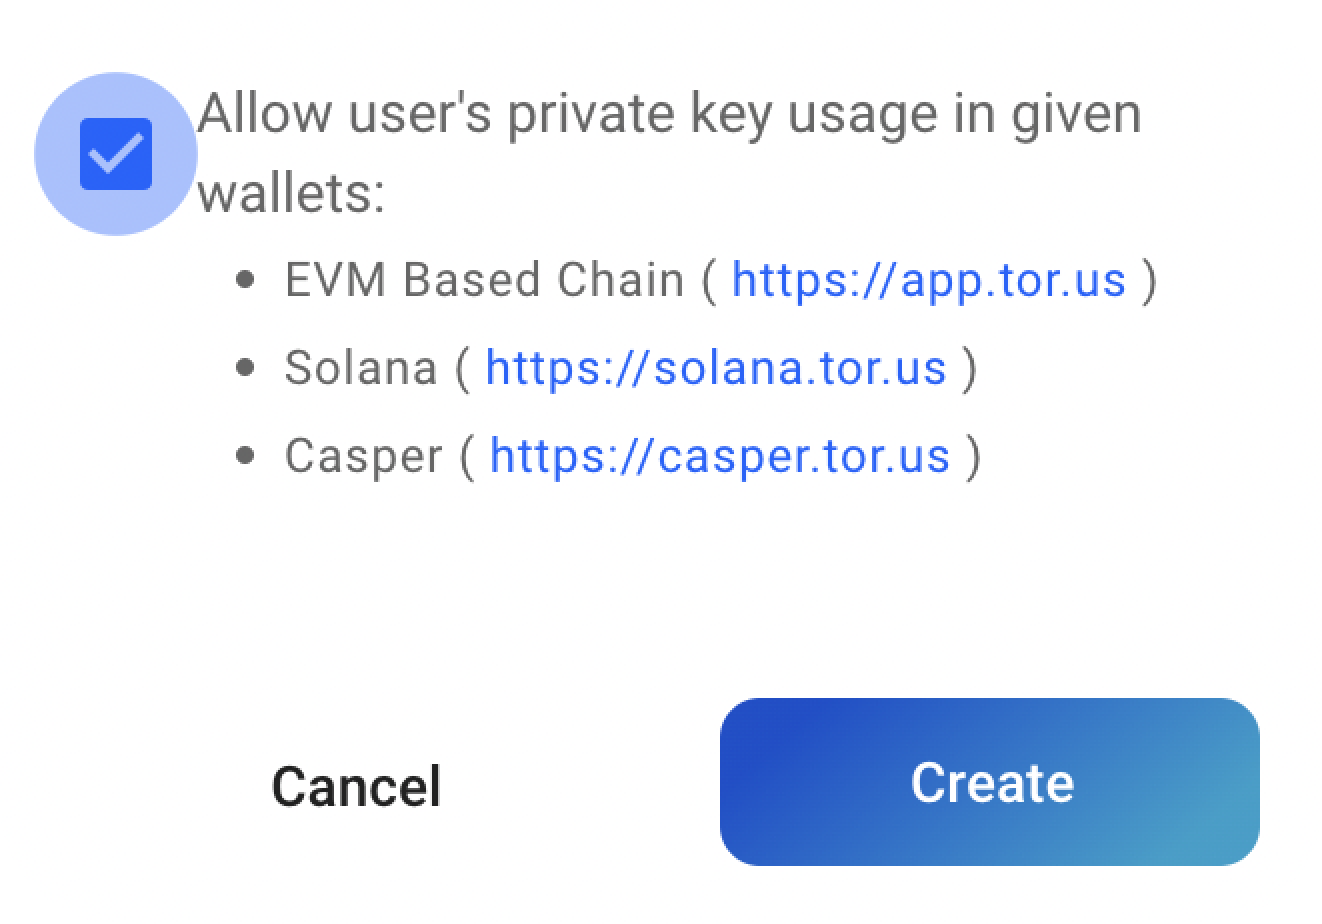 Allow user's private key usage in given
wallets:
• EVM Based Chain ( https://app.tor.us )
• Solana ( https://solana.tor.us )
• Casper ( https://casper.tor.us )
Cancel
Create